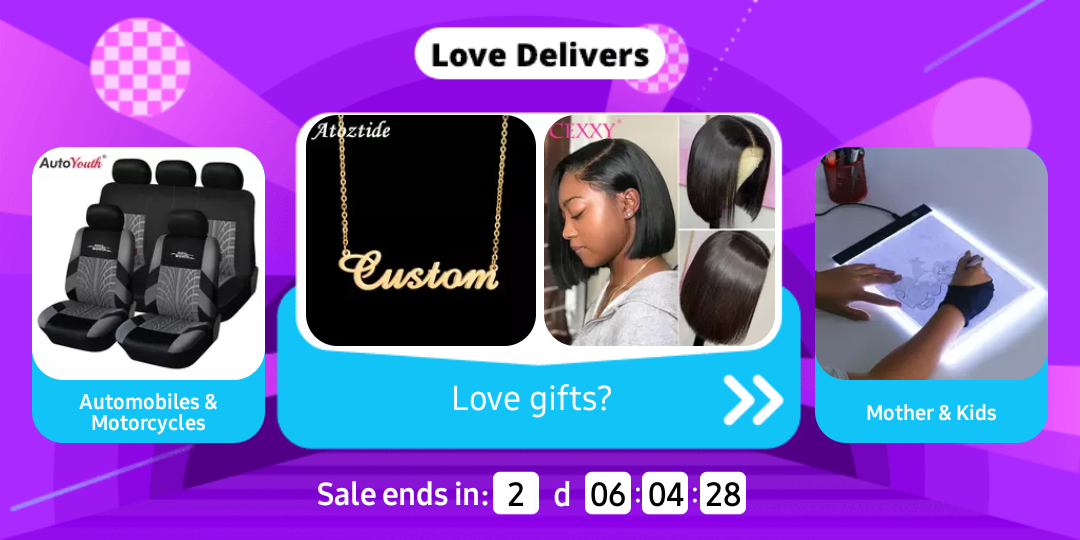 Love Delivers
AutoYouth
Atoztide
CEXXY
Custom
Automobiles &
Motorcycles
Love gifts?
Mother & Kids
Sale ends in: 2 d 06:04:28